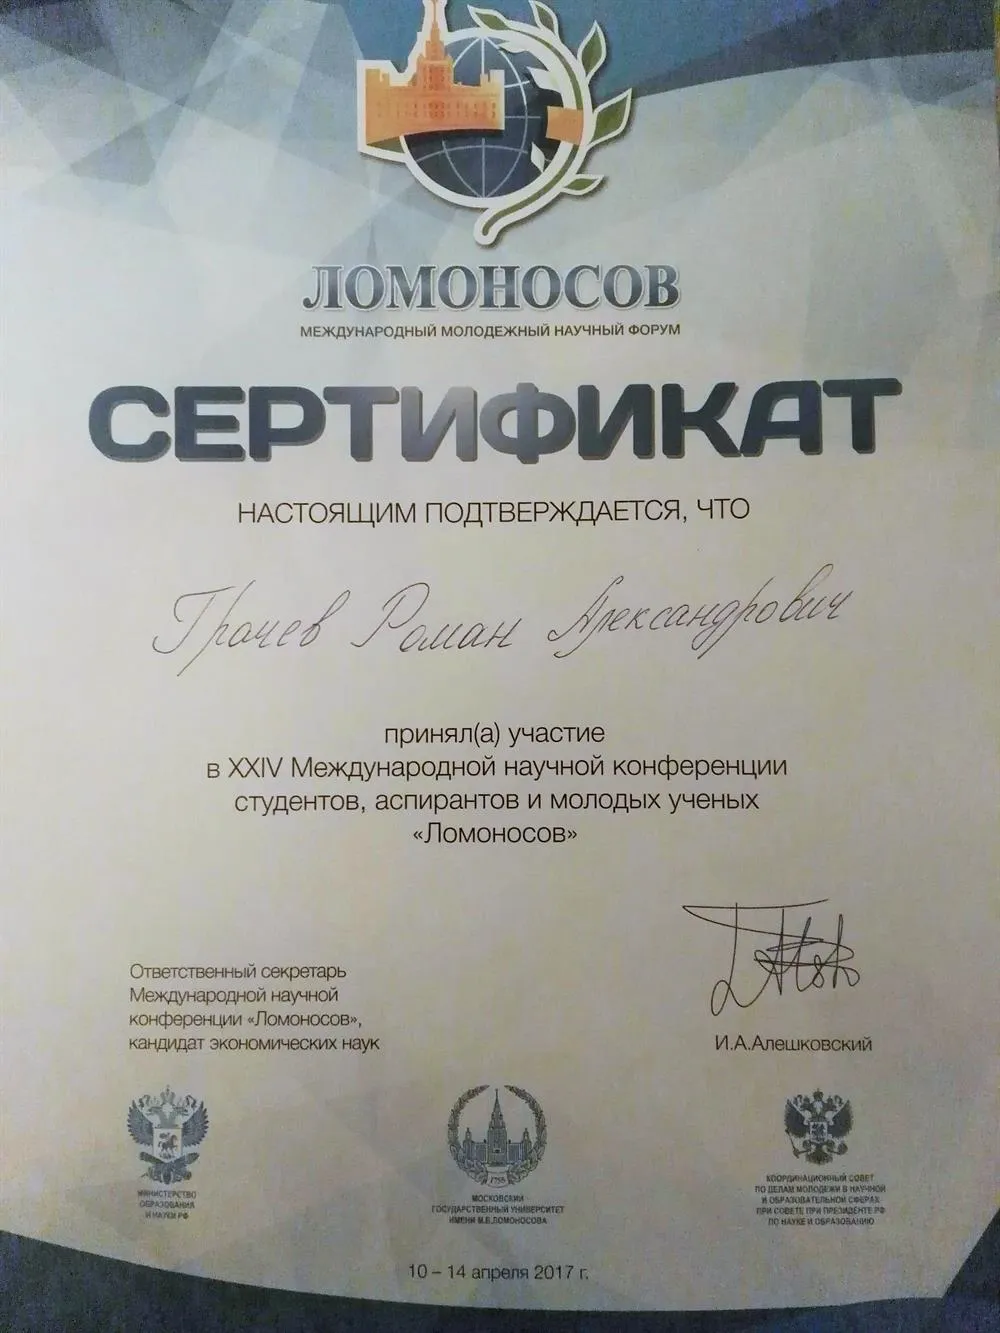 ЛОМОНОСОВ
МЕЖДУНАРОДНЫЙ МОЛОДЕЖНЫЙ НАУЧНЫЙ ФОРУМ
СЕРТИФИКАТ
НАСТОЯЩИМ ПОДТВЕРЖДАЕТСЯ, ЧТО
Грачев Роман Александрович
принял(а) участие
в XXIV Международной научной конференции
студентов, аспирантов и молодых ученых
«Ломоносов»
Ответственный секретарь
Международной научной
конференции «Ломоносов»,
кандидат экономических наук
И.А.Алешковский
МИНИСТЕРСТВО
ОБРАЗОВАНИЯ
И НАУКИ РФ
1755
МОСКОВСКИЙ
ГОСУДАРСТВЕННЫЙ УНИВЕРСИТЕТ
ИМЕНИ М.В.ЛОМОНОСОВА
КООРДИНАЦИОННЫЙ СОВЕТ
ПО ДЕЛАМ МОЛОДЕЖИ В НАУЧНОЙ
И ОБРАЗОВАТЕЛЬНОЙ СФЕРАХ
ПРИ СОВЕТЕ ПРИ ПРЕЗИДЕНТЕ РФ
ПО НАУКЕ И ОБРАЗОВАНИЮ
10 – 14 апреля 2017 г.